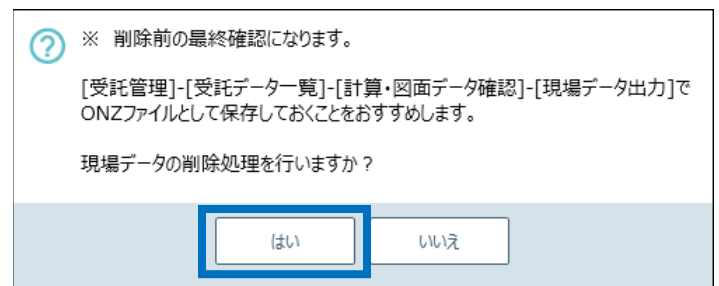 ※ 削除前の最終確認になります。
[受託管理]-[受託データ一覧]-[計算・図面データ確認]-[現場データ出力]で
ONZファイルとして保存しておくことをおすすめします。
現場データの削除処理を行いますか？
はい
いいえ